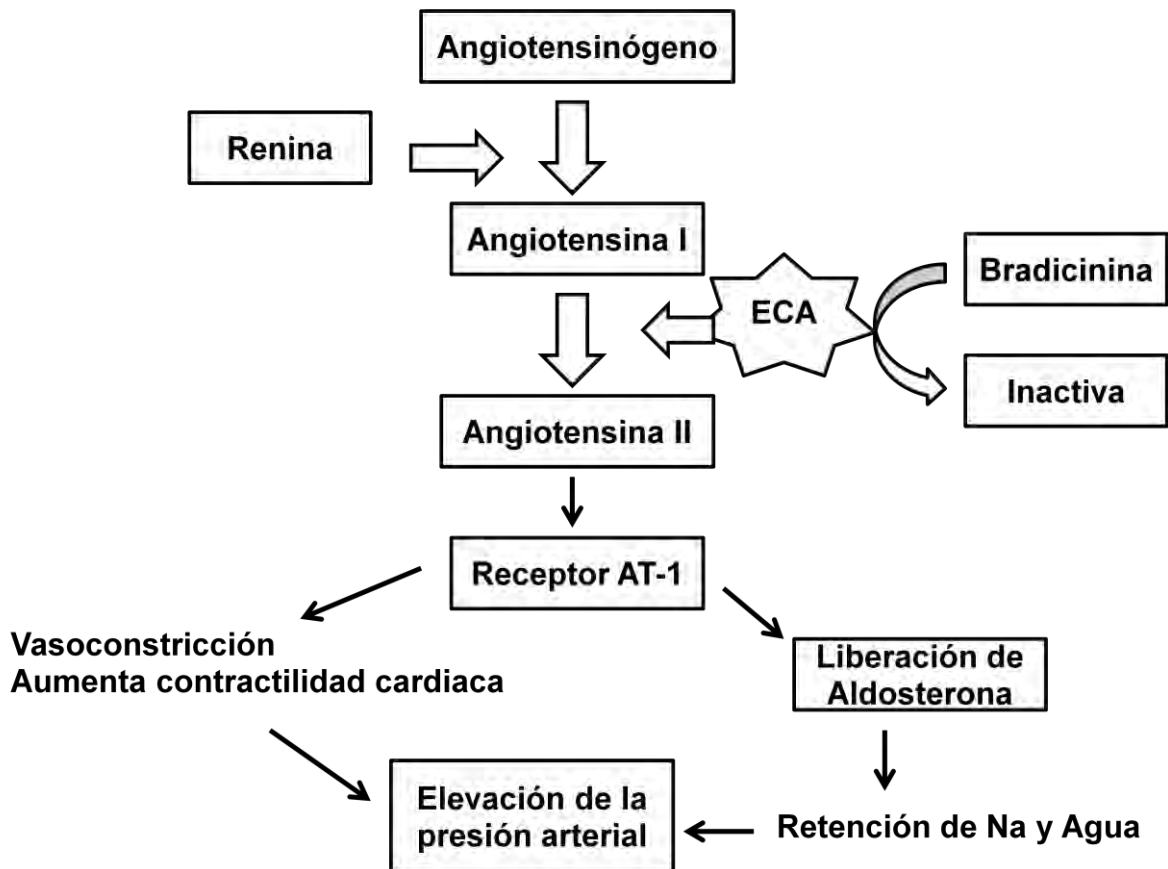 Angiotensinógeno
Renina
Angiotensina I
ECA
Bradicinina
Inactiva
Angiotensina II
Receptor AT-1
Vasoconstricción
Aumenta contractilidad cardiaca
Liberación de
Aldosterona
Elevación de la
presión arterial
Retención de Na y Agua